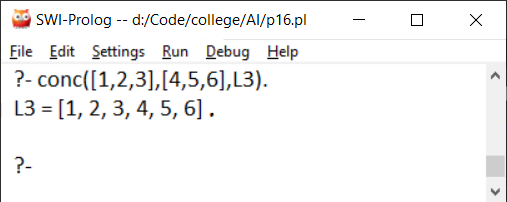 SWI-Prolog -- d:/Code/college/AI/p16.pl
File Edit Settings Run Debug Help
?- conc([1,2,3],[4,5,6],L3).
L3 = [1, 2, 3, 4, 5, 6] .
?-